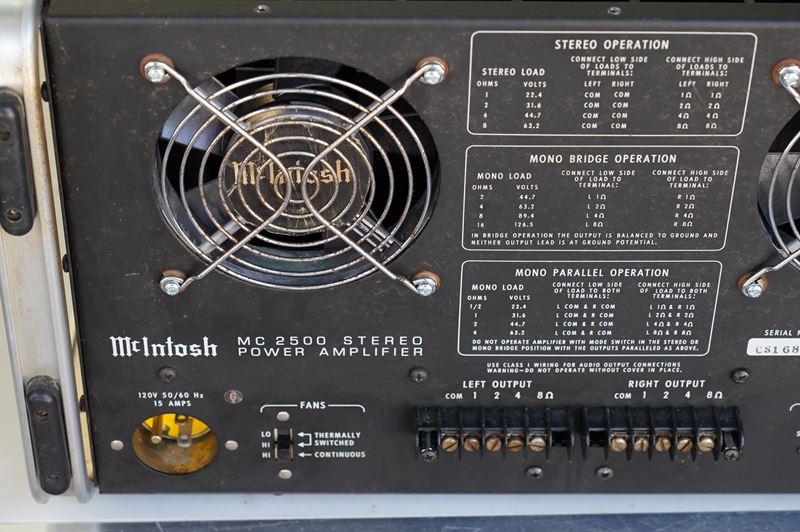 McIntosh
STEREO OPERATION
STEREO LOAD CONNECT LOW SIDE OF LOADS TO TERMINALS: CONNECT HIGH SIDE OF LOADS TO TERMINALS:
OHMS VOLTS LEFT RIGHT LEFT RIGHT
1 22.4 COM COM 1Ω 1Ω
2 31.6 COM COM 2Ω 2Ω
4 44.7 COM COM 4Ω 4Ω
8 63.2 COM COM 8Ω 8Ω
MONO BRIDGE OPERATION
MONO LOAD CONNECT LOW SIDE OF LOAD TO TERMINAL: CONNECT HIGH SIDE OF LOAD TO TERMINAL:
OHMS VOLTS
2 44.7 L 1Ω R 1Ω
4 63.2 L 2Ω R 2Ω
8 89.4 L 4Ω R 4Ω
16 126.5 L 8Ω R 8Ω
IN BRIDGE OPERATION THE OUTPUT IS BALANCED TO GROUND AND
NEITHER OUTPUT LEAD IS AT GROUND POTENTIAL.
MONO PARALLEL OPERATION
MONO LOAD CONNECT LOW SIDE OF LOAD TO BOTH TERMINALS: CONNECT HIGH SIDE OF LOAD TO BOTH TERMINALS:
OHMS VOLTS
1/2 22.4 L COM & R COM L 1Ω & R 1Ω
1 31.6 L COM & R COM L 2Ω & R 2Ω
2 44.7 L COM & R COM L 4Ω & R 4Ω
4 63.2 L COM & R COM L 8Ω & R 8Ω
DO NOT OPERATE AMPLIFIER WITH MODE SWITCH IN THE STEREO OR
MONO BRIDGE POSITION WITH THE OUTPUTS PARALLELED AS ABOVE.
USE CLASS 1 WIRING FOR AUDIO OUTPUT CONNECTIONS
WARNING—DO NOT OPERATE WITHOUT COVER IN PLACE.
McIntosh
MC 2500 STEREO
POWER AMPLIFIER
SERIAL
CS168
120V 50/60 Hz
15 AMPS
FANS
LO THERMALLY
HI SWITCHED
HI CONTINUOUS
LEFT OUTPUT
COM 1 2 4 8Ω
RIGHT OUTPUT
COM 1 2 4 8Ω